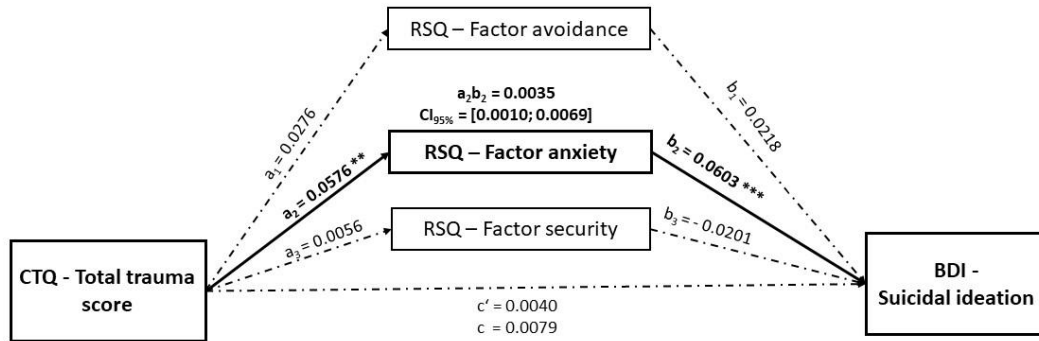 RSQ – Factor avoidance
a₁ = 0.0276
b₁ = 0.0218
a₂b₂ = 0.0035
CI₉₅% = [0.0010; 0.0069]
RSQ – Factor anxiety
a₂ = 0.0576 **
b₂ = 0.0603 ***
RSQ – Factor security
a₃ = 0.0056
b₃ = - 0.0201
CTQ - Total trauma
score
BDI -
Suicidal ideation
c‘ = 0.0040
c = 0.0079